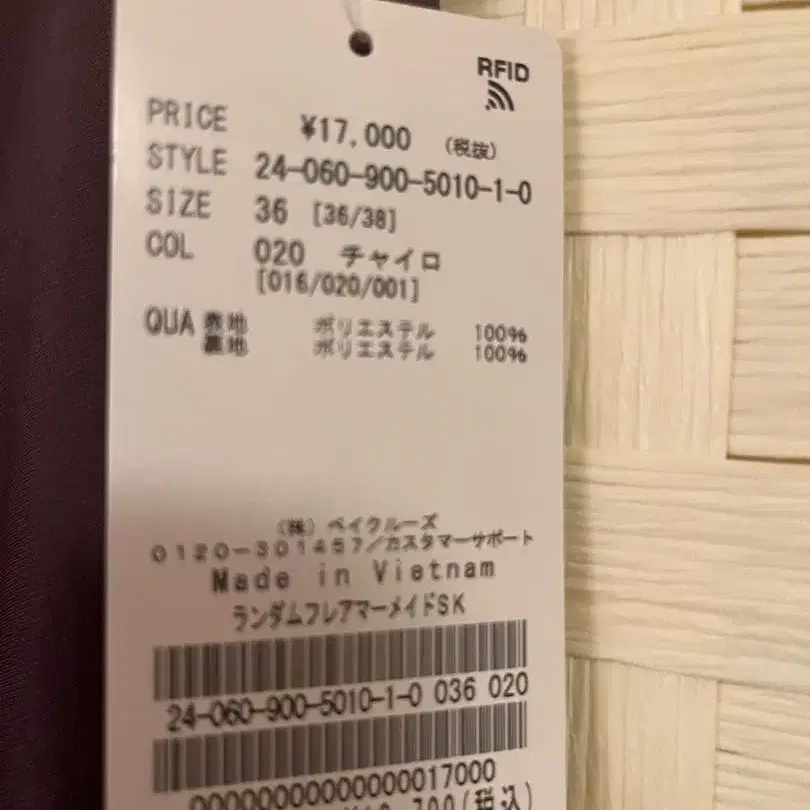 RFID
PRICE ¥17,000 (税抜)
STYLE 24-060-900-5010-1-0
SIZE 36 [36/38]
COL 020 チャイロ
[016/020/001]
QUA 表地 ポリエステル 100%
裏地 ポリエステル 100%
(株) ベイクルーズ
0120-301457/カスタマーサポート
Made in Vietnam
ランダムフレアマーメイドSK
24-060-900-5010-1-0 036 020
00000000000000017000
700(税込)